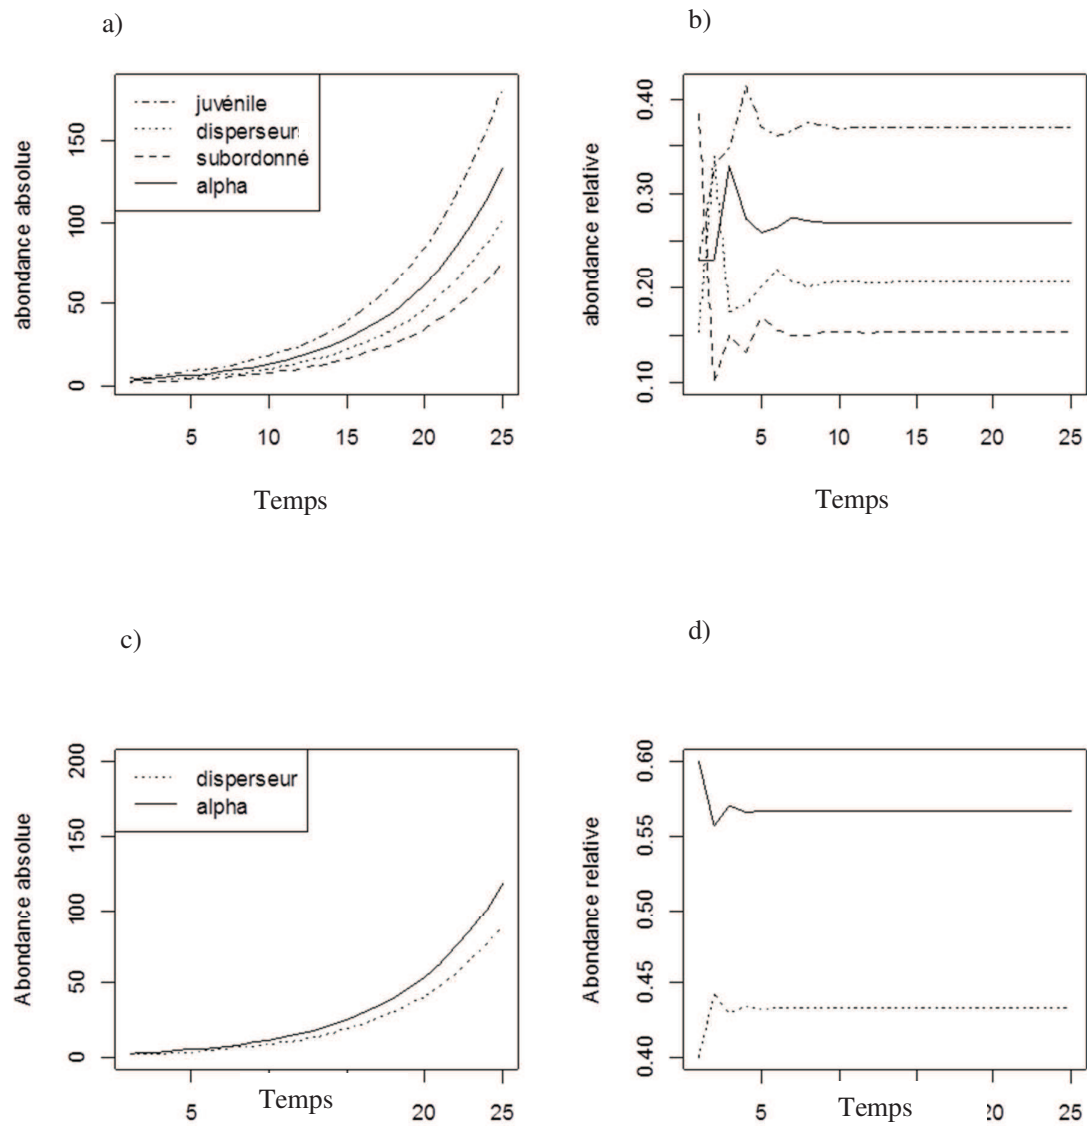 a)
juvénile
disperseur
subordonné
alpha
abondance absolue
0
50
100
150
5
10
15
20
25
Temps
b)
abondance relative
0.10
0.20
0.30
0.40
5
10
15
20
25
Temps
c)
disperseur
alpha
Abondance absolue
0
50
100
150
200
5
20
25
Temps
d)
Abondance relative
0.40
0.45
0.50
0.55
0.60
5
20
25
Temps